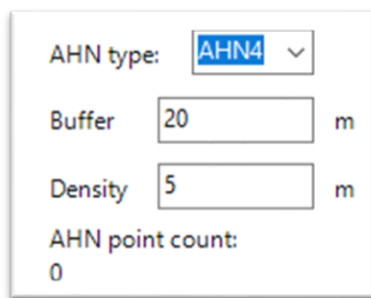 AHN type: AHN4
Buffer 20 m
Density 5 m
AHN point count:
0